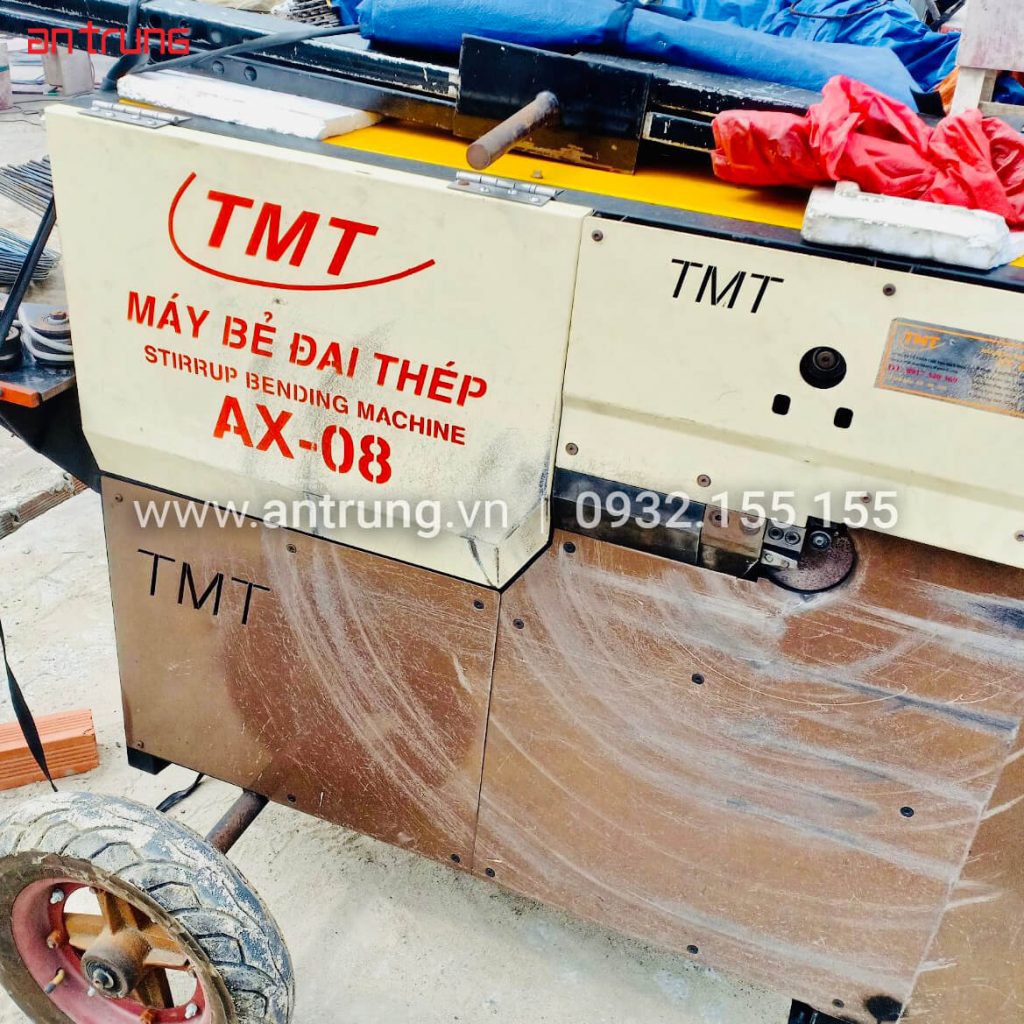 an trung
TMT
MÁY BẺ ĐAI THÉP
STIRRUP BENDING MACHINE
AX-08
TMT
TMT
www.antrung.vn | 0932.155.155
TMT